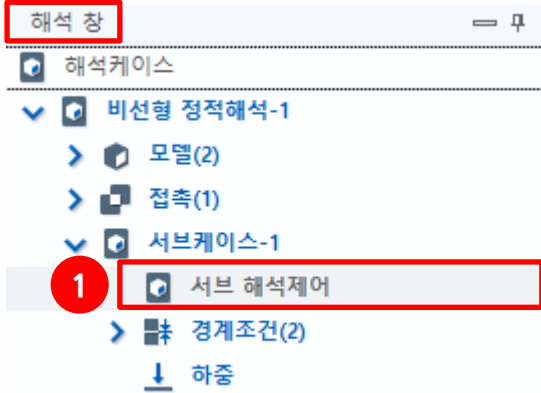 해석 창
해석케이스
비선형 정적해석-1
모델(2)
접촉(1)
서브케이스-1
1 서브 해석제어
경계조건(2)
하중